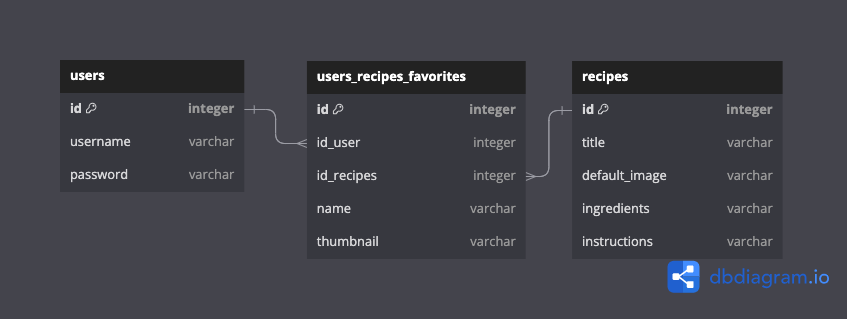 users
id integer
username varchar
password varchar
users_recipes_favorites
id integer
id_user integer
id_recipes integer
name varchar
thumbnail varchar
recipes
id integer
title varchar
default_image varchar
ingredients varchar
instructions varchar
dbdiagram.io